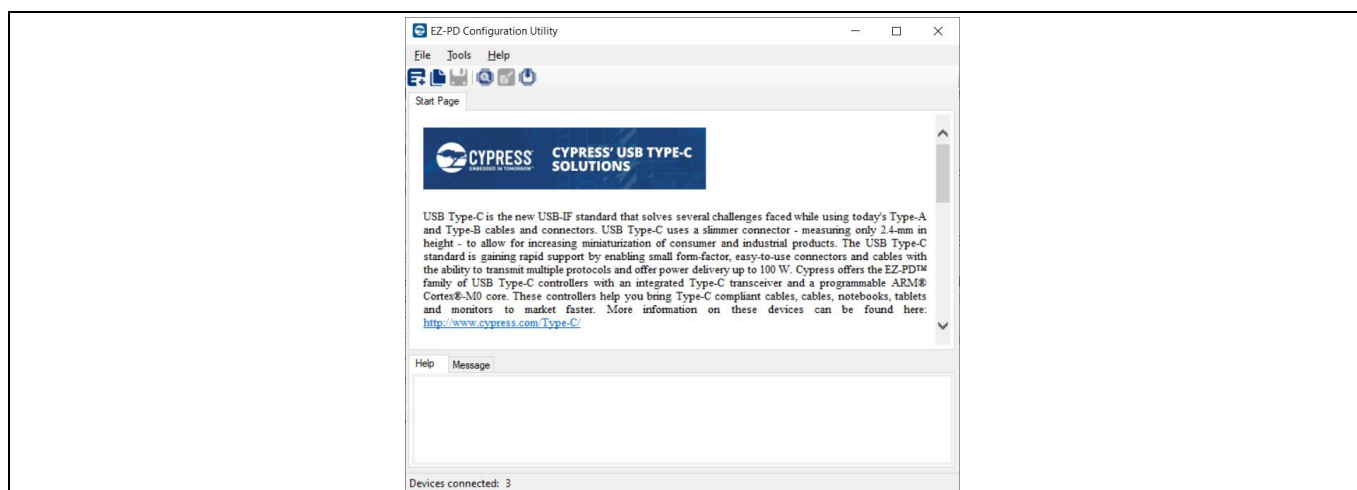 EZ-PD Configuration Utility
File Tools Help
Start Page
CYPRESS®
EMBEDDED IN TOMORROW™
CYPRESS' USB TYPE-C
SOLUTIONS
USB Type-C is the new USB-IF standard that solves several challenges faced while using today's Type-A
and Type-B cables and connectors. USB Type-C uses a slimmer connector - measuring only 2.4-mm in
height - to allow for increasing miniaturization of consumer and industrial products. The USB Type-C
standard is gaining rapid support by enabling small form-factor, easy-to-use connectors and cables with
the ability to transmit multiple protocols and offer power delivery up to 100 W. Cypress offers the EZ-PD™
family of USB Type-C controllers with an integrated Type-C transceiver and a programmable ARM®
Cortex®-M0 core. These controllers help you bring Type-C compliant cables, cables, notebooks, tablets
and monitors to market faster. More information on these devices can be found here:
http://www.cypress.com/Type-C/
Help Message
Devices connected: 3